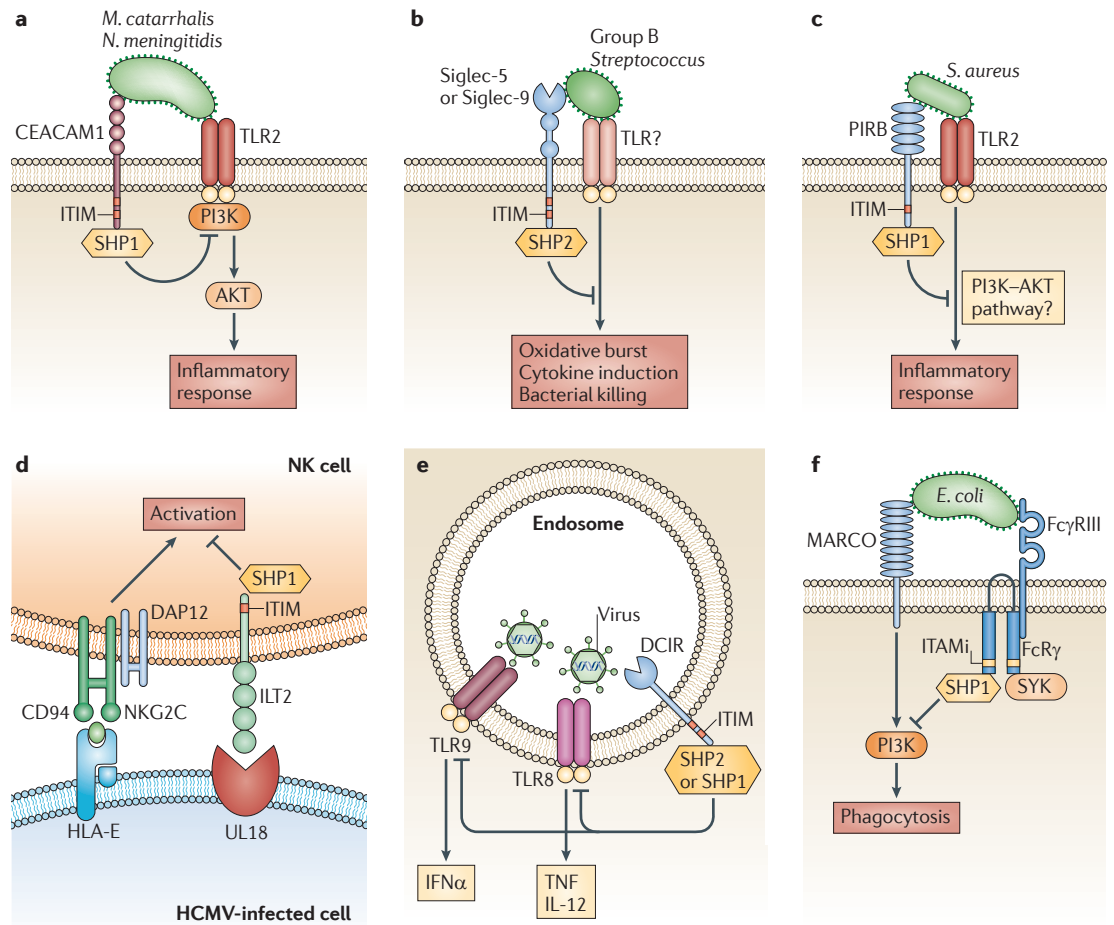 a
M. catarrhalis
N. meningitidis
CEACAM1
TLR2
ITIM
PI3K
SHP1
AKT
Inflammatory
response
b
Group B
Streptococcus
Siglec-5
or Siglec-9
TLR?
ITIM
SHP2
Oxidative burst
Cytokine induction
Bacterial killing
c
S. aureus
PIRB
TLR2
ITIM
SHP1
PI3K–AKT
pathway?
Inflammatory
response
d
NK cell
Activation
SHP1
ITIM
DAP12
ILT2
CD94
NKG2C
HLA-E
UL18
HCMV-infected cell
e
Endosome
Virus
DCIR
ITIM
TLR9
TLR8
SHP2
or SHP1
IFNα
TNF
IL-12
f
E. coli
FcγRIII
MARCO
ITAMi
FcRγ
SHP1
SYK
PI3K
Phagocytosis